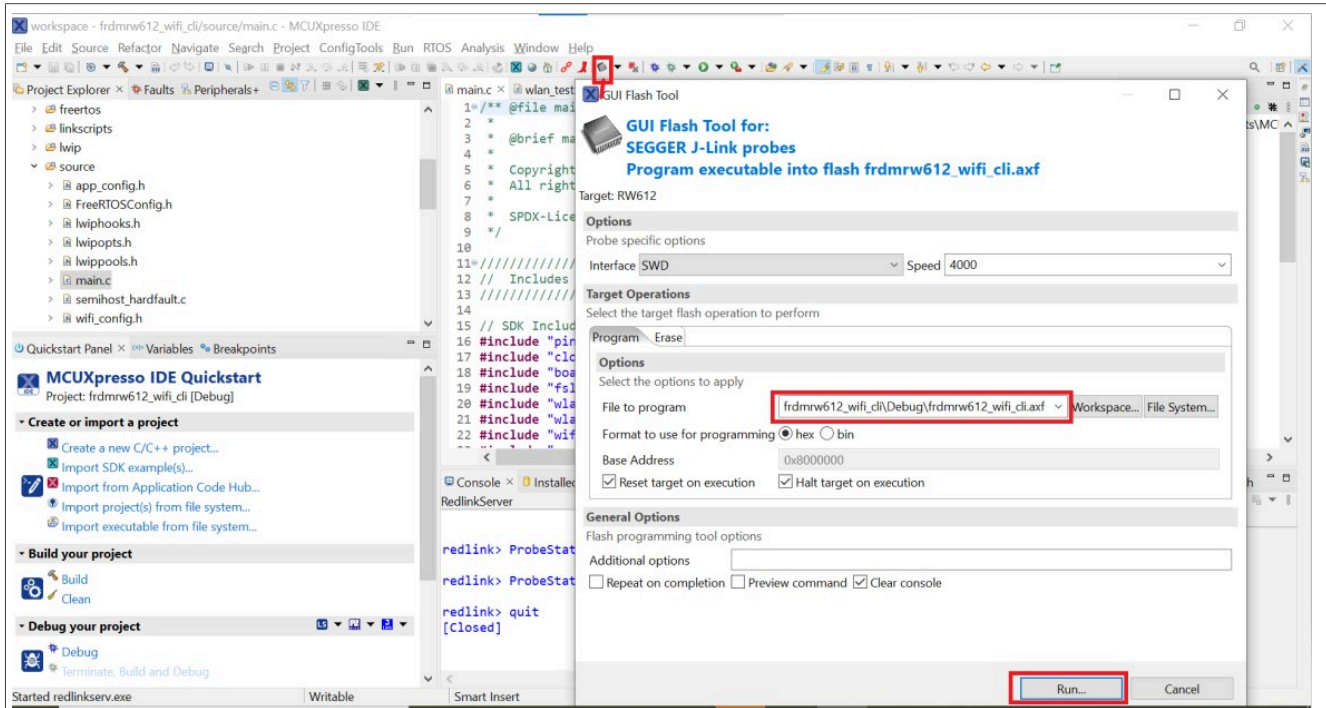 workspace - frdmrw612_wifi_cli/source/main.c - MCUXpresso IDE
File Edit Source Refactor Navigate Search Project ConfigTools Run RTOS Analysis Window Help
Project Explorer Faults Peripherals+
freertos
linkscripts
lwip
source
app_config.h
FreeRTOSConfig.h
lwiphooks.h
lwipopts.h
lwippools.h
main.c
semihost_hardfault.c
wifi_config.h
Quickstart Panel Variables Breakpoints
IDE
MCUXpresso IDE Quickstart
Project: frdmrw612_wifi_cli [Debug]
Create or import a project
Create a new C/C++ project...
Import SDK example(s)...
Import from Application Code Hub...
Import project(s) from file system...
Import executable from file system...
Build your project
Build
Clean
Debug your project
Debug
Terminate, Build and Debug
Started redlinkserv.exe Writable Smart Insert
main.c wlan_test
1 /** @file mai
2 *
3 * @brief ma
4 *
5 * Copyright
6 * All right
7 *
8 * SPDX-Lice
9 */
10
11 /////////////
12 // Includes
13 /////////////
14
15 // SDK Includ
16 #include "pin
17 #include "clo
18 #include "boa
19 #include "fsl
20 #include "wla
21 #include "wla
22 #include "wif
Console Installed
RedlinkServer
redlink> ProbeStat
redlink> ProbeStat
redlink> quit
[Closed]
ts\MC
GUI Flash Tool
GUI Flash Tool for:
SEGGER J-Link probes
Program executable into flash frdmrw612_wifi_cli.axf
Target: RW612
Options
Probe specific options
Interface SWD Speed 4000
Target Operations
Select the target flash operation to perform
Program Erase
Options
Select the options to apply
File to program frdmrw612_wifi_cli\Debug\frdmrw612_wifi_cli.axf Workspace... File System...
Format to use for programming hex bin
Base Address 0x8000000
Reset target on execution Halt target on execution
General Options
Flash programming tool options
Additional options
Repeat on completion Preview command Clear console
Run... Cancel